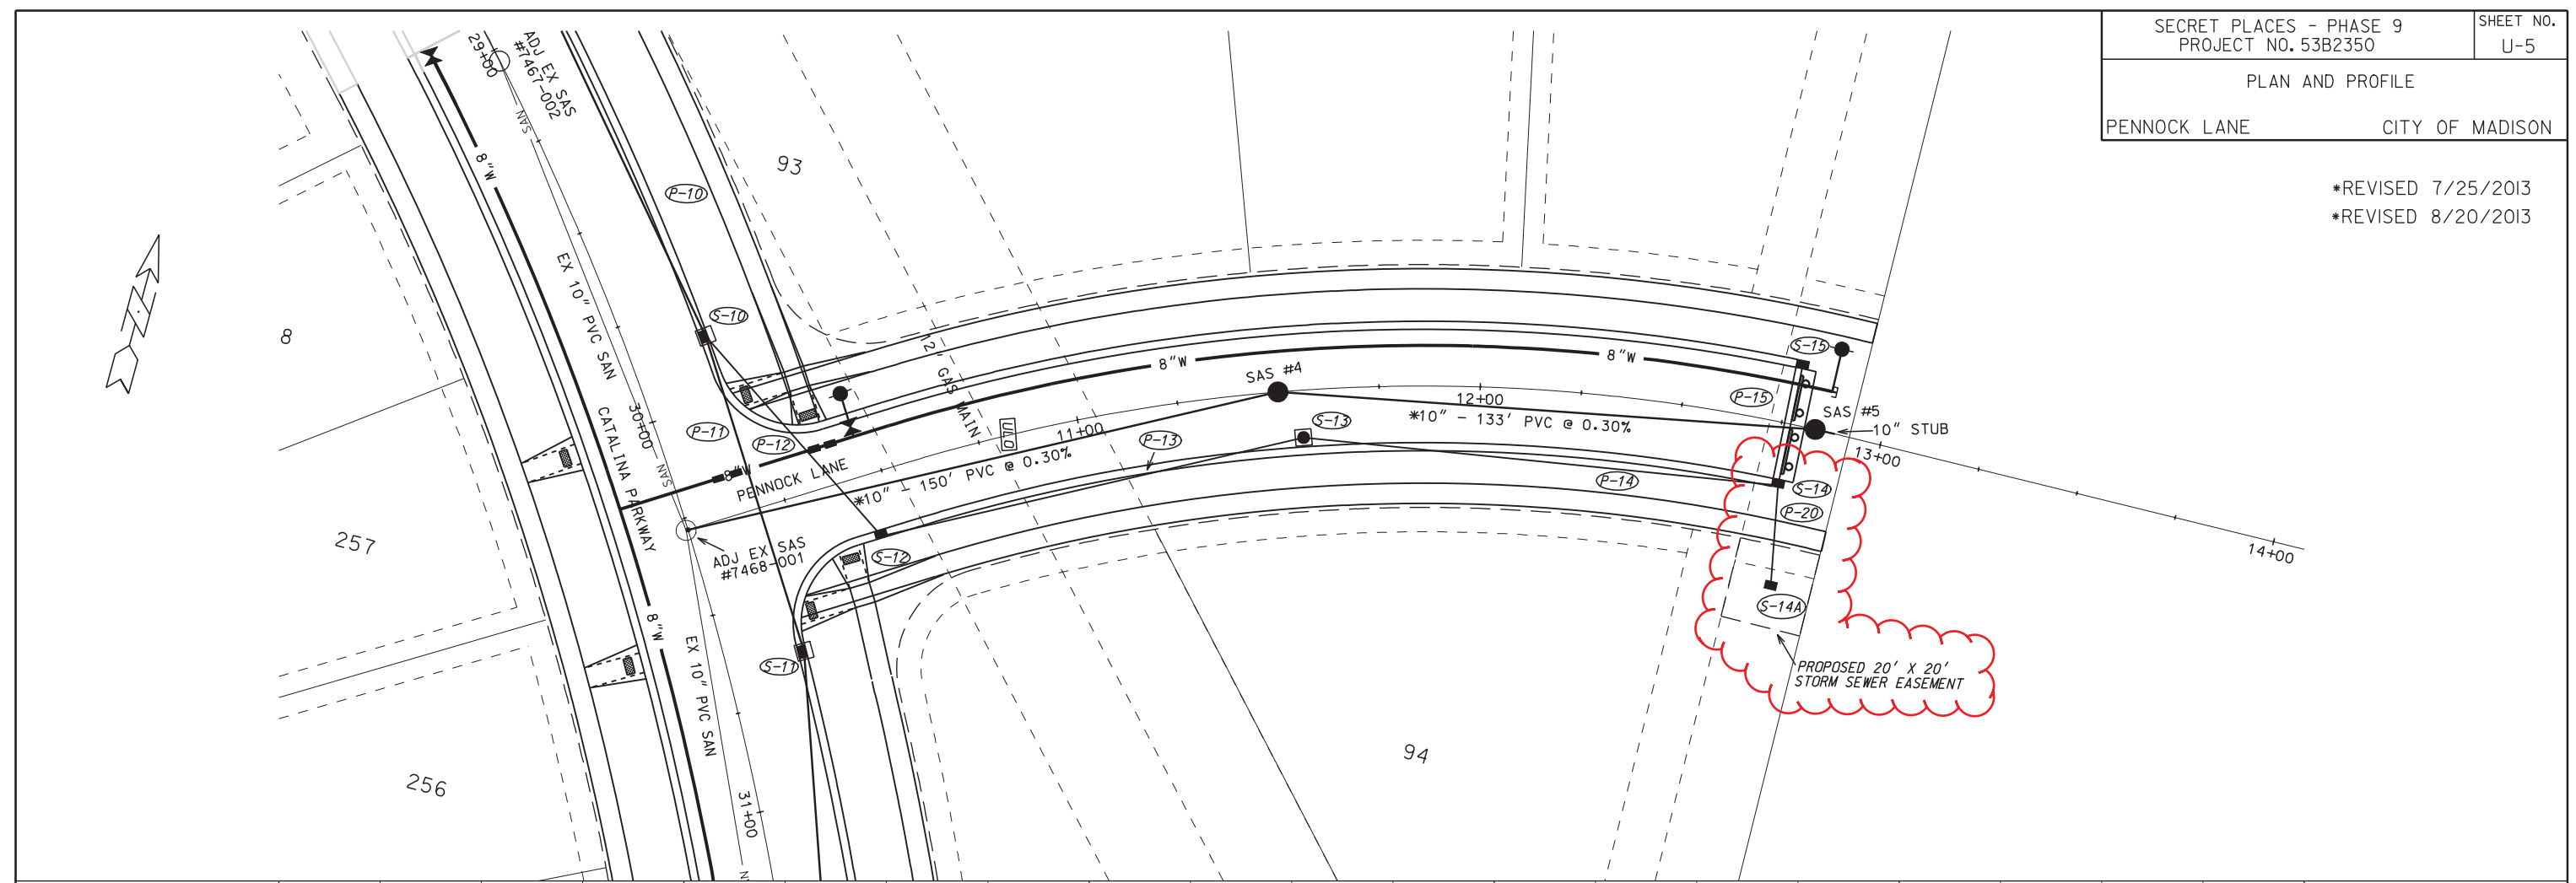 SECRET PLACES - PHASE 9
PROJECT NO. 53B2350
SHEET NO.
U-5
PLAN AND PROFILE
PENNOCK LANE
CITY OF MADISON
*REVISED 7/25/2013
*REVISED 8/20/2013
29+00
ADJ EX SAS
#7467-002
SAN
8"W
P-10
93
EX 10" PVC SAN
S-10
8
30+00
CATALINA PARKWAY
SAN
P-11
P-12
8"W
PENNOCK LANE
12" GAS MAIN
ULO
11+00
8"W
SAS #4
12+00
8"W
S-15
P-15
SAS #5
10" STUB
13+00
14+00
*10" - 150' PVC @ 0.30%
*10" - 133' PVC @ 0.30%
S-13
P-13
P-14
S-14
P-20
S-14A
PROPOSED 20' X 20'
STORM SEWER EASEMENT
ADJ EX SAS
#7468-001
S-12
S-11
257
256
94
8"W
EX 10" PVC SAN
31+00